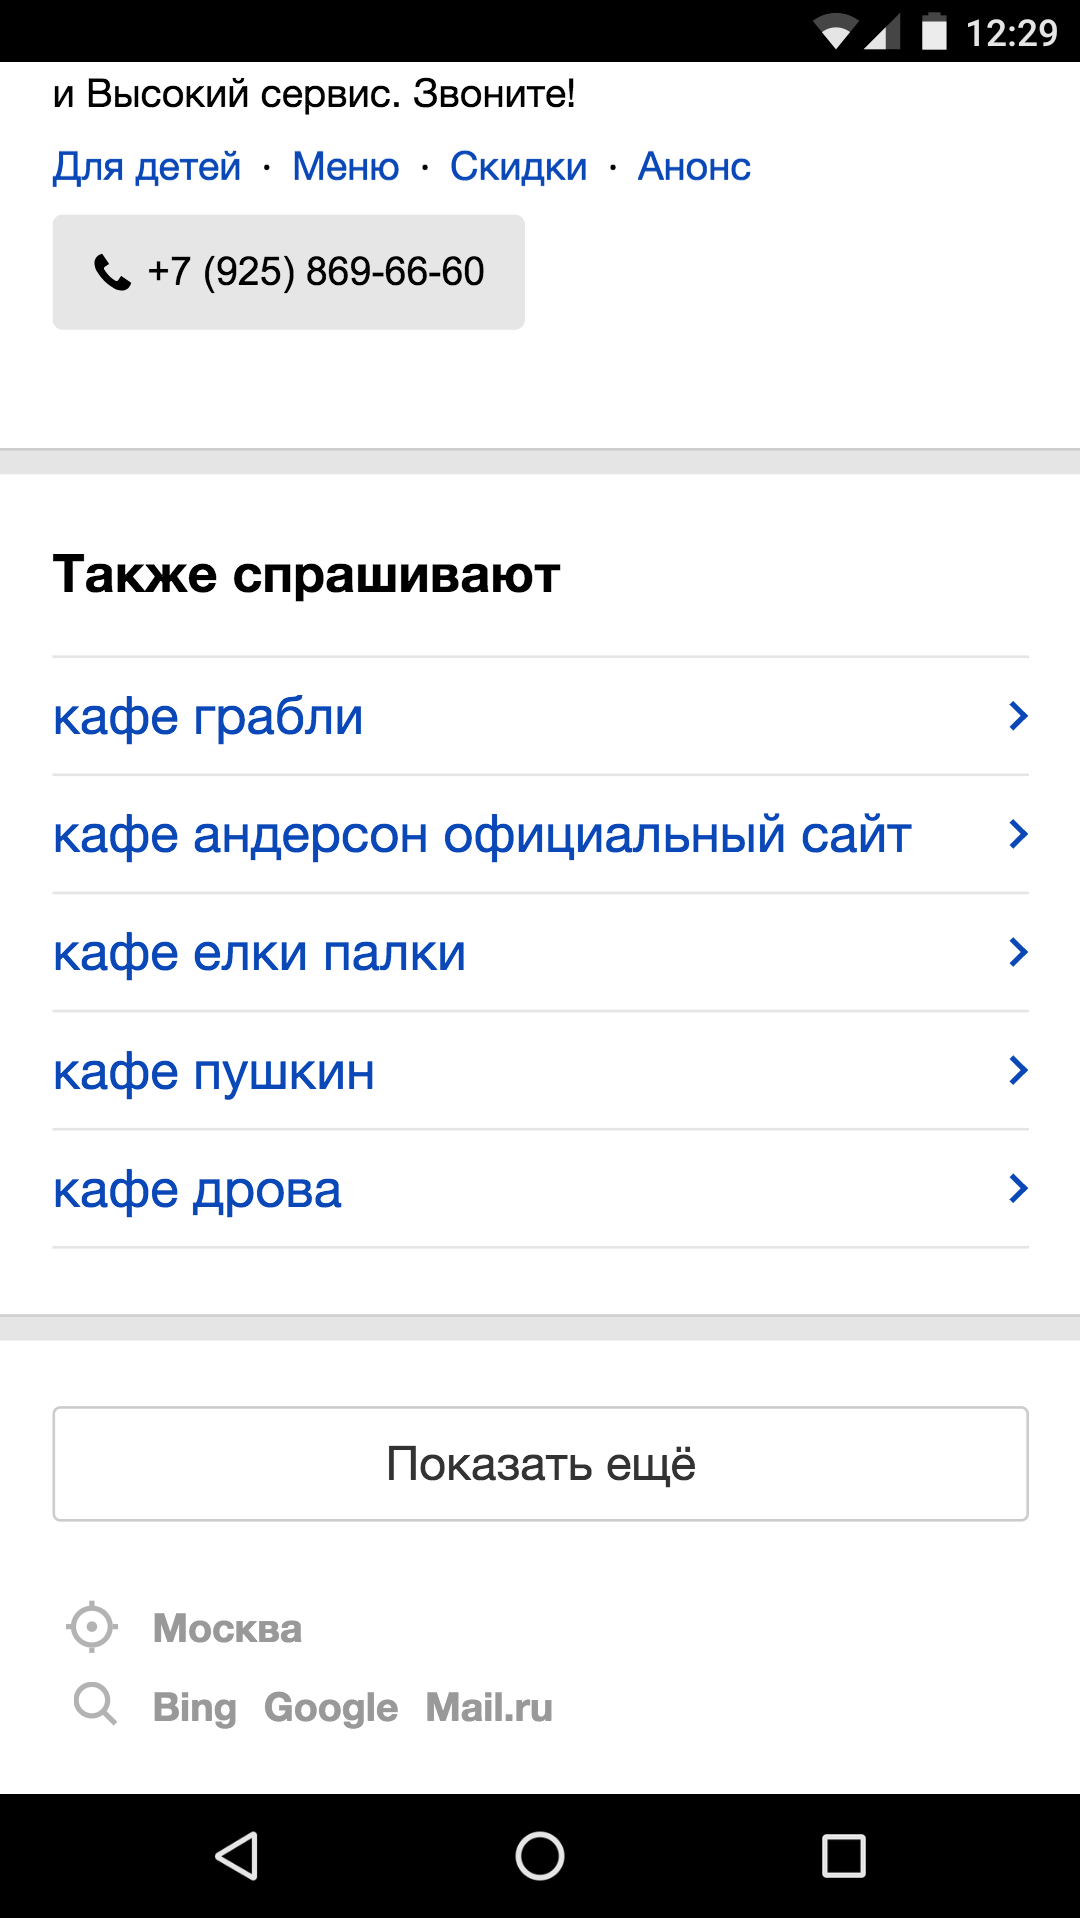 12:29
и Высокий сервис. Звоните!
Для детей · Меню · Скидки · Анонс
+7 (925) 869-66-60
Также спрашивают
кафе грабли
кафе андерсон официальный сайт
кафе елки палки
кафе пушкин
кафе дрова
Показать ещё
Москва
Bing Google Mail.ru